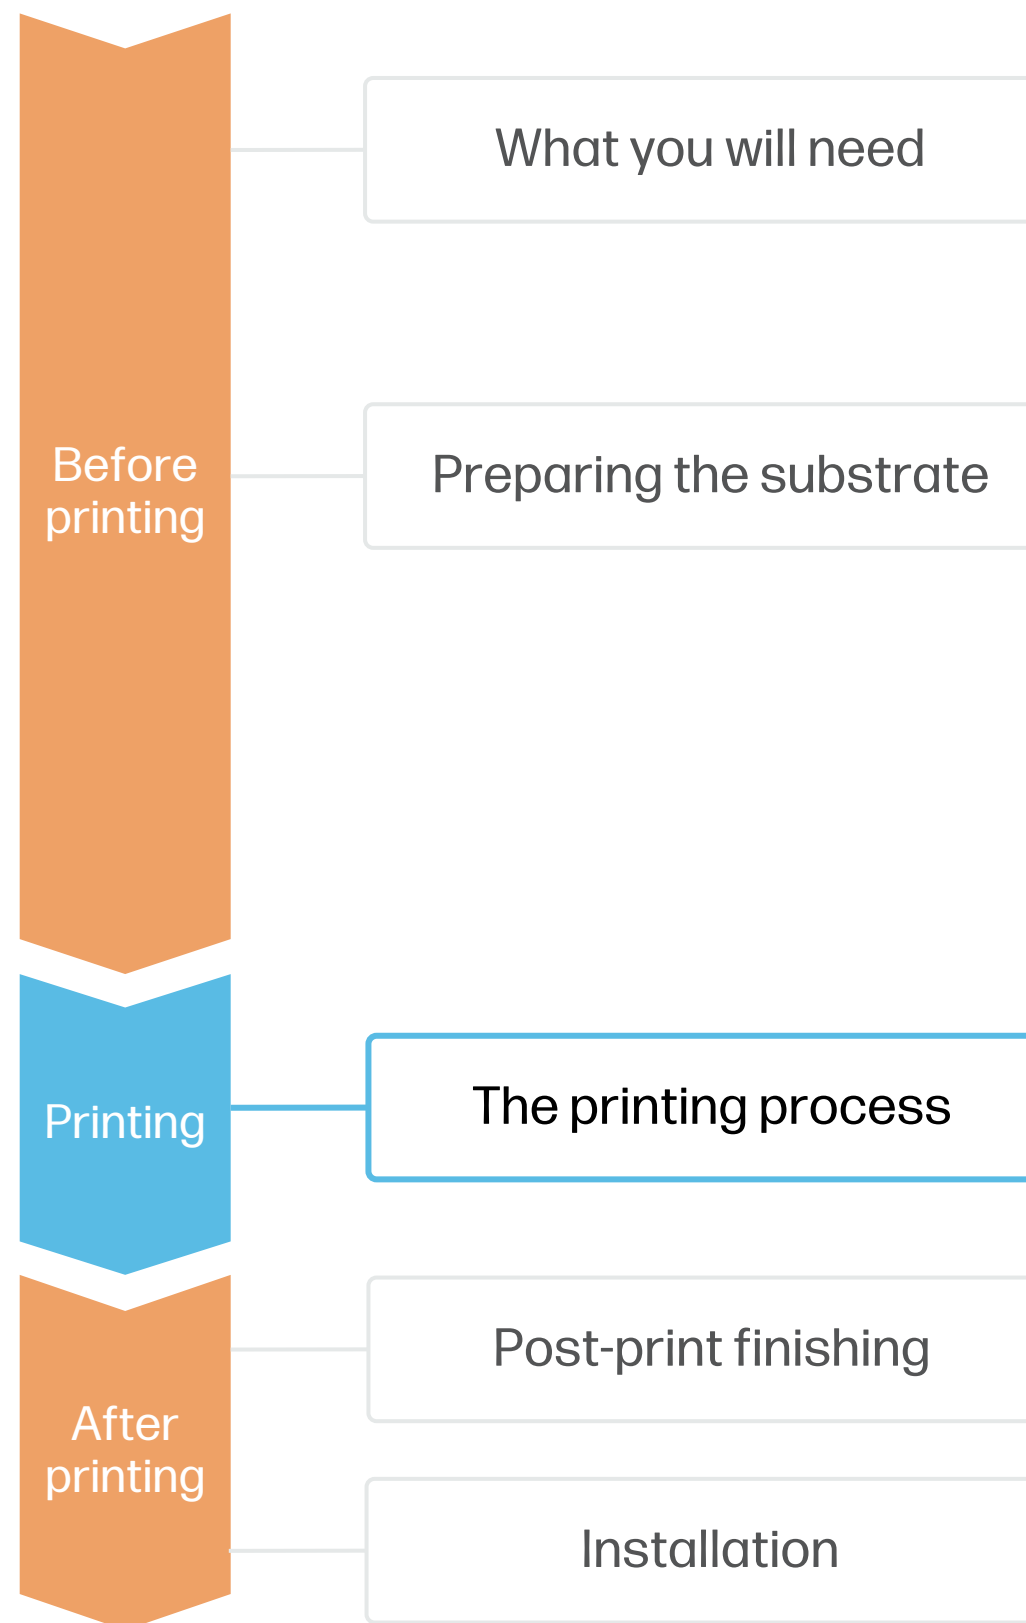 What you will need
Before
printing
Preparing the substrate
Printing
The printing process
Post-print finishing
After
printing
Installation